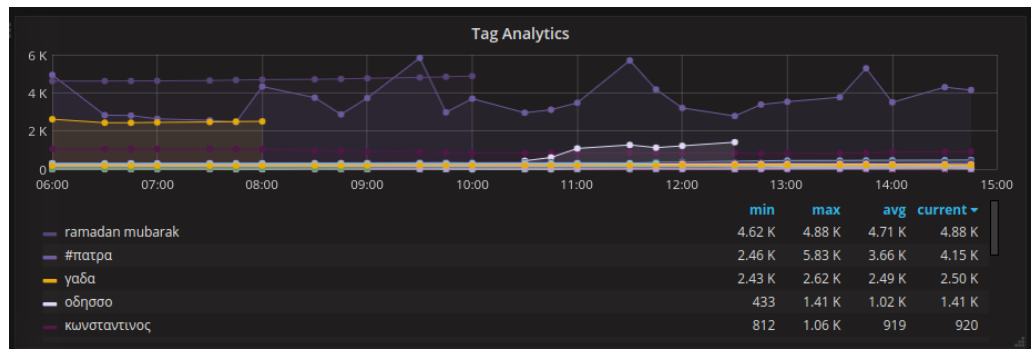 Tag Analytics
6 K
4 K
2 K
0
06:00 07:00 08:00 09:00 10:00 11:00 12:00 13:00 14:00 15:00
min max avg current
ramadan mubarak 4.62 K 4.88 K 4.71 K 4.88 K
#πατρα 2.46 K 5.83 K 3.66 K 4.15 K
γαδα 2.43 K 2.62 K 2.49 K 2.50 K
οδησσο 433 1.41 K 1.02 K 1.41 K
κωνσταντινος 812 1.06 K 919 920